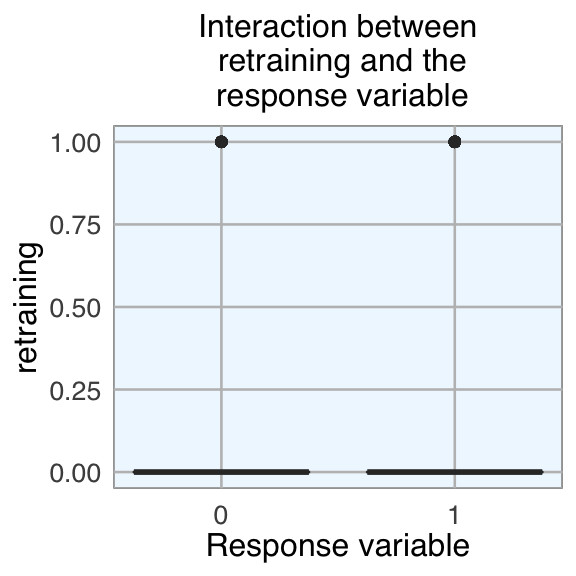 Interaction between
retraining and the
response variable
retraining
1.00
0.75
0.50
0.25
0.00
0 1
Response variable